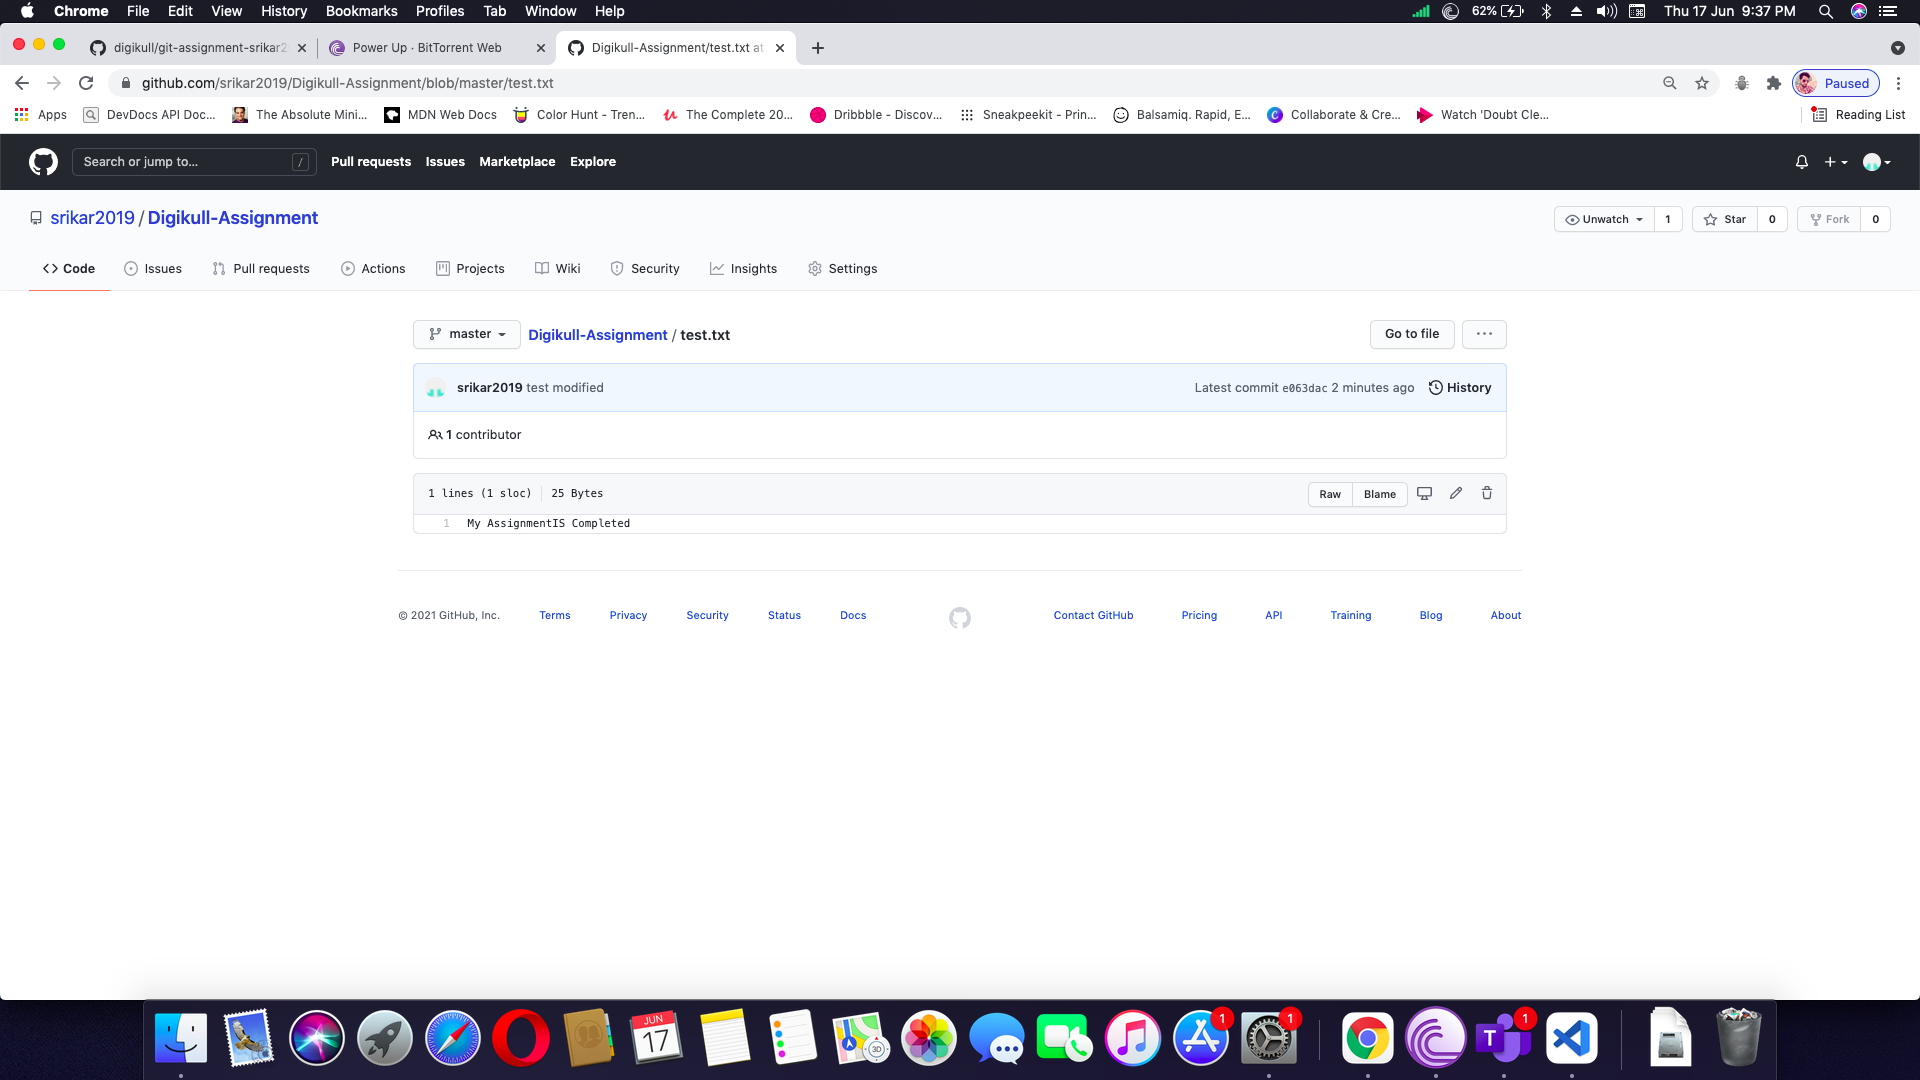 Chrome File Edit View History Bookmarks Profiles Tab Window Help 62% Thu 17 Jun 9:37 PM
digikull/git-assignment-srikar2 Power Up · BitTorrent Web Digikull-Assignment/test.txt at
github.com/srikar2019/Digikull-Assignment/blob/master/test.txt Paused
Apps DevDocs API Doc... The Absolute Mini... MDN Web Docs Color Hunt - Tren... The Complete 20... Dribbble - Discov... Sneakpeekit - Prin... Balsamiq. Rapid, E... Collaborate & Cre... Watch 'Doubt Cle... Reading List
Search or jump to... / Pull requests Issues Marketplace Explore
srikar2019 / Digikull-Assignment Unwatch 1 Star 0 Fork 0
Code Issues Pull requests Actions Projects Wiki Security Insights Settings
master Digikull-Assignment / test.txt Go to file ...
srikar2019 test modified Latest commit e063dac 2 minutes ago History
1 contributor
1 lines (1 sloc) 25 Bytes Raw Blame
1 My AssignmentIS Completed
© 2021 GitHub, Inc. Terms Privacy Security Status Docs Contact GitHub Pricing API Training Blog About
JUN 17 3D 1 1 T 1